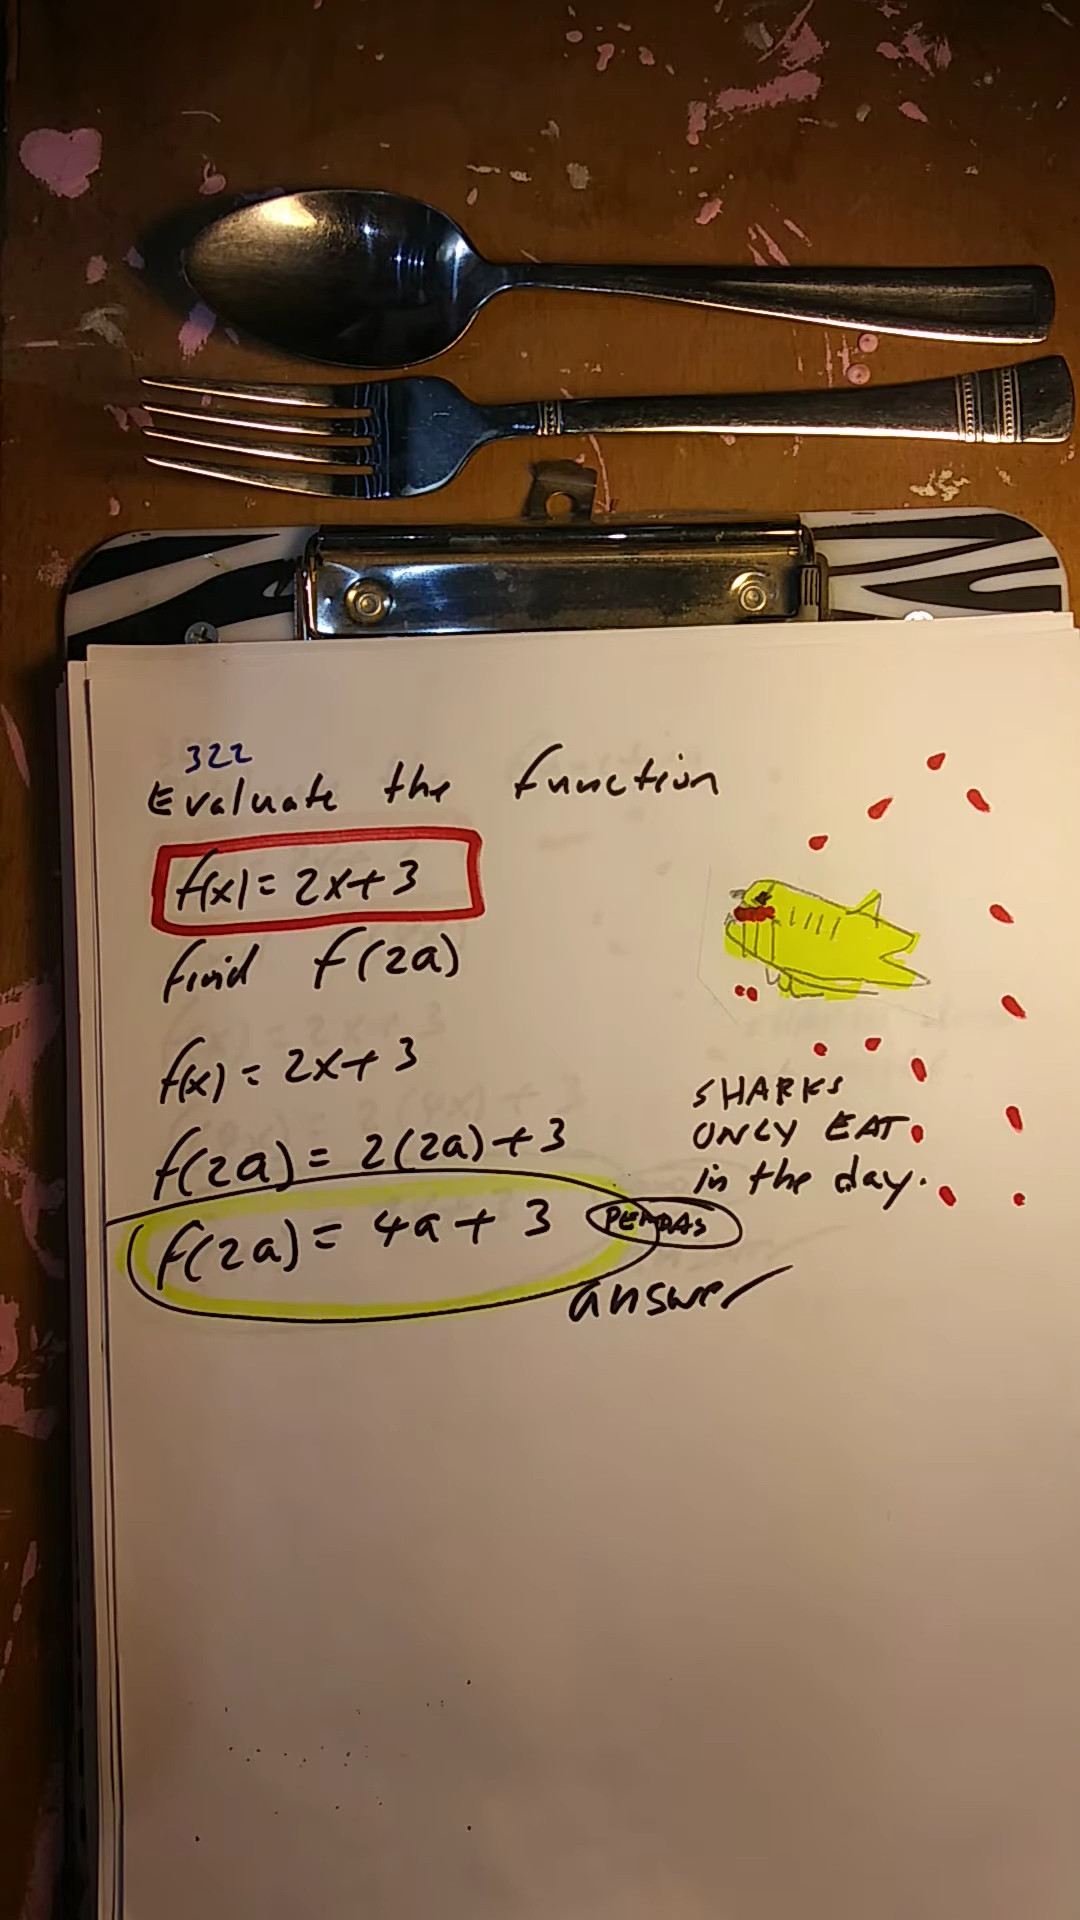 322
Evaluate the function
f(x) = 2x+3
find f(2a)
f(x) = 2x+3
f(2a) = 2(2a)+3
f(2a) = 4a + 3
PEMDAS
answer
SHARKS
ONLY EAT
in the day.